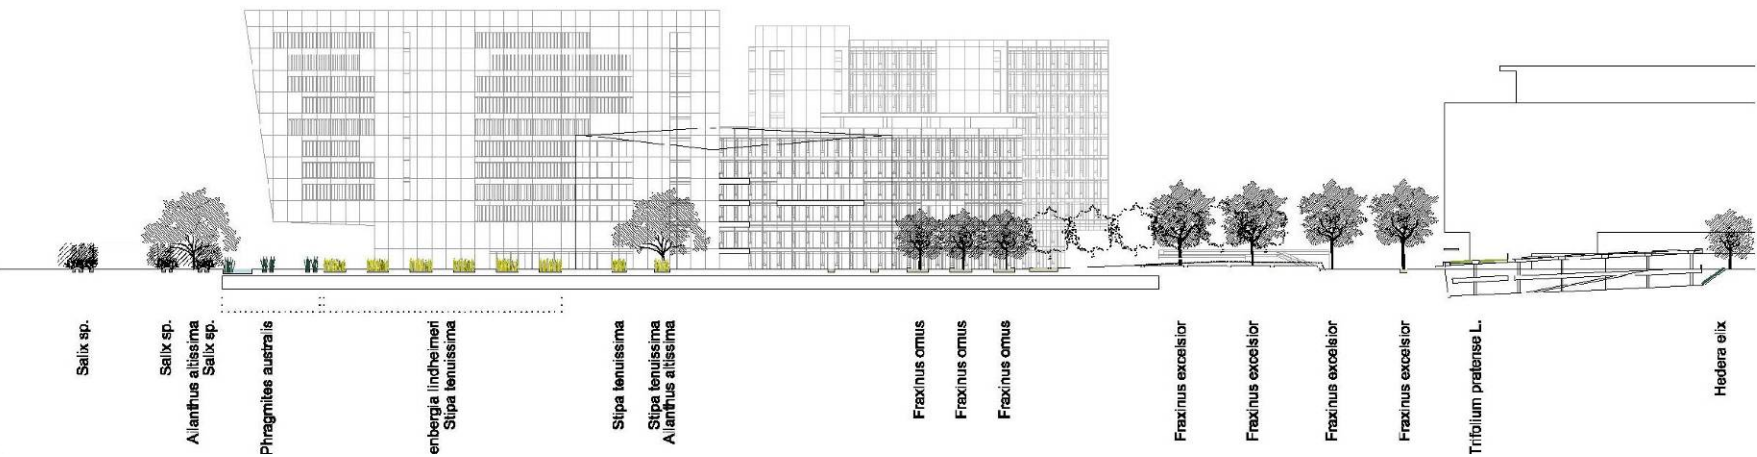 Salix sp.
Salix sp.
Ailanthus altissima
Salix sp.
Phragmites australis
enbergia lindheimeri
Stipa tenuissima
Stipa tenuissima
Stipa tenuissima
Ailanthus altissima
Fraxinus ornus
Fraxinus ornus
Fraxinus ornus
Fraxinus excelsior
Fraxinus excelsior
Fraxinus excelsior
Fraxinus excelsior
Trifolium pratense L.
Hedera elix